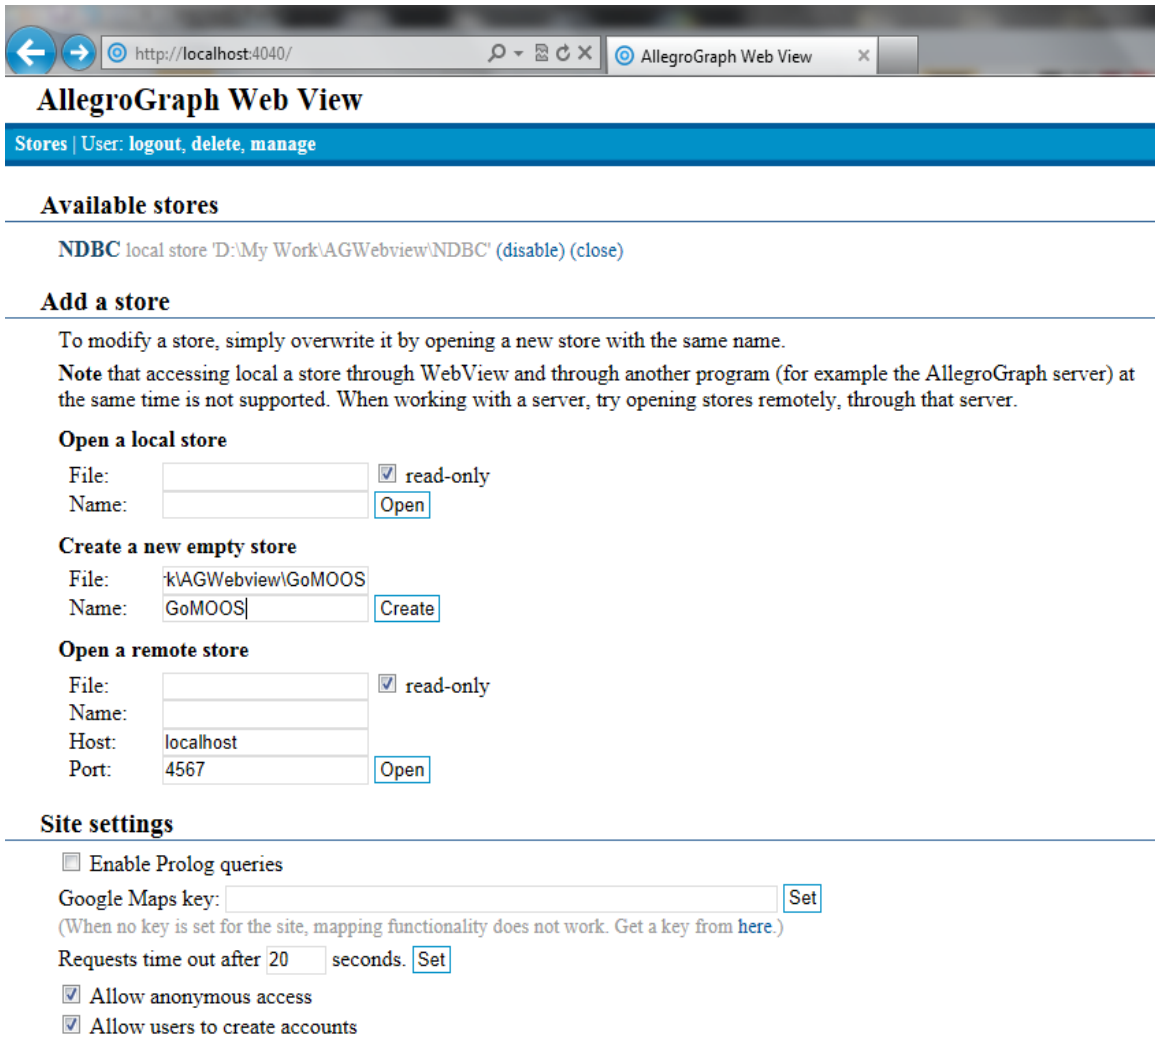 http://localhost:4040/
AllegroGraph Web View
AllegroGraph Web View
Stores | User: logout, delete, manage
Available stores
NDBC local store 'D:\My Work\AGWebview\NDBC' (disable) (close)
Add a store
To modify a store, simply overwrite it by opening a new store with the same name.
Note that accessing local a store through WebView and through another program (for example the AllegroGraph server) at
the same time is not supported. When working with a server, try opening stores remotely, through that server.
Open a local store
File: read-only
Name: Open
Create a new empty store
File: k\AGWebview\GoMOOS
Name: GoMOOS Create
Open a remote store
File: read-only
Name:
Host: localhost
Port: 4567 Open
Site settings
Enable Prolog queries
Google Maps key: Set
(When no key is set for the site, mapping functionality does not work. Get a key from here.)
Requests time out after 20 seconds. Set
Allow anonymous access
Allow users to create accounts